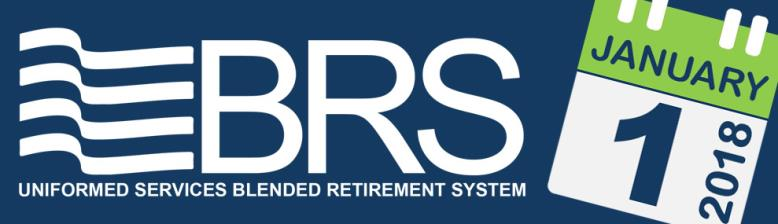 BRS
UNIFORMED SERVICES BLENDED RETIREMENT SYSTEM
JANUARY
1
2018